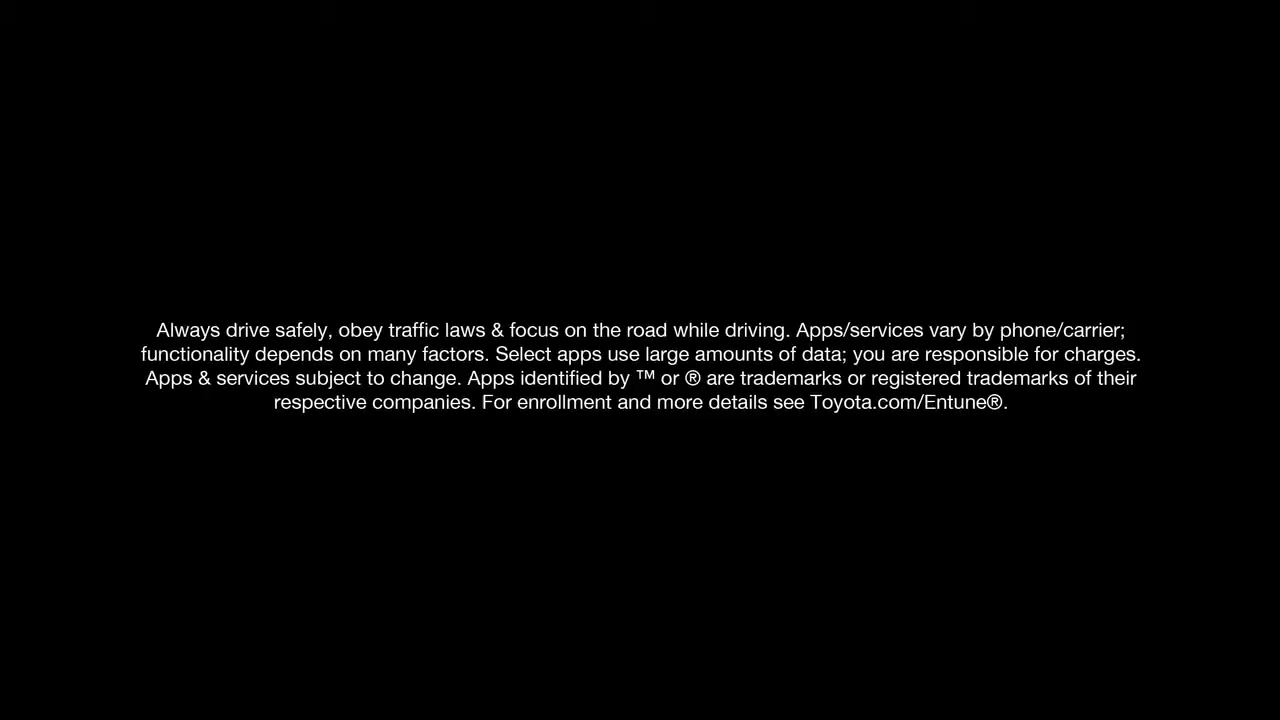 Always drive safely, obey traffic laws & focus on the road while driving. Apps/services vary by phone/carrier;
functionality depends on many factors. Select apps use large amounts of data; you are responsible for charges.
Apps & services subject to change. Apps identified by ™ or ® are trademarks or registered trademarks of their
respective companies. For enrollment and more details see Toyota.com/Entune®.